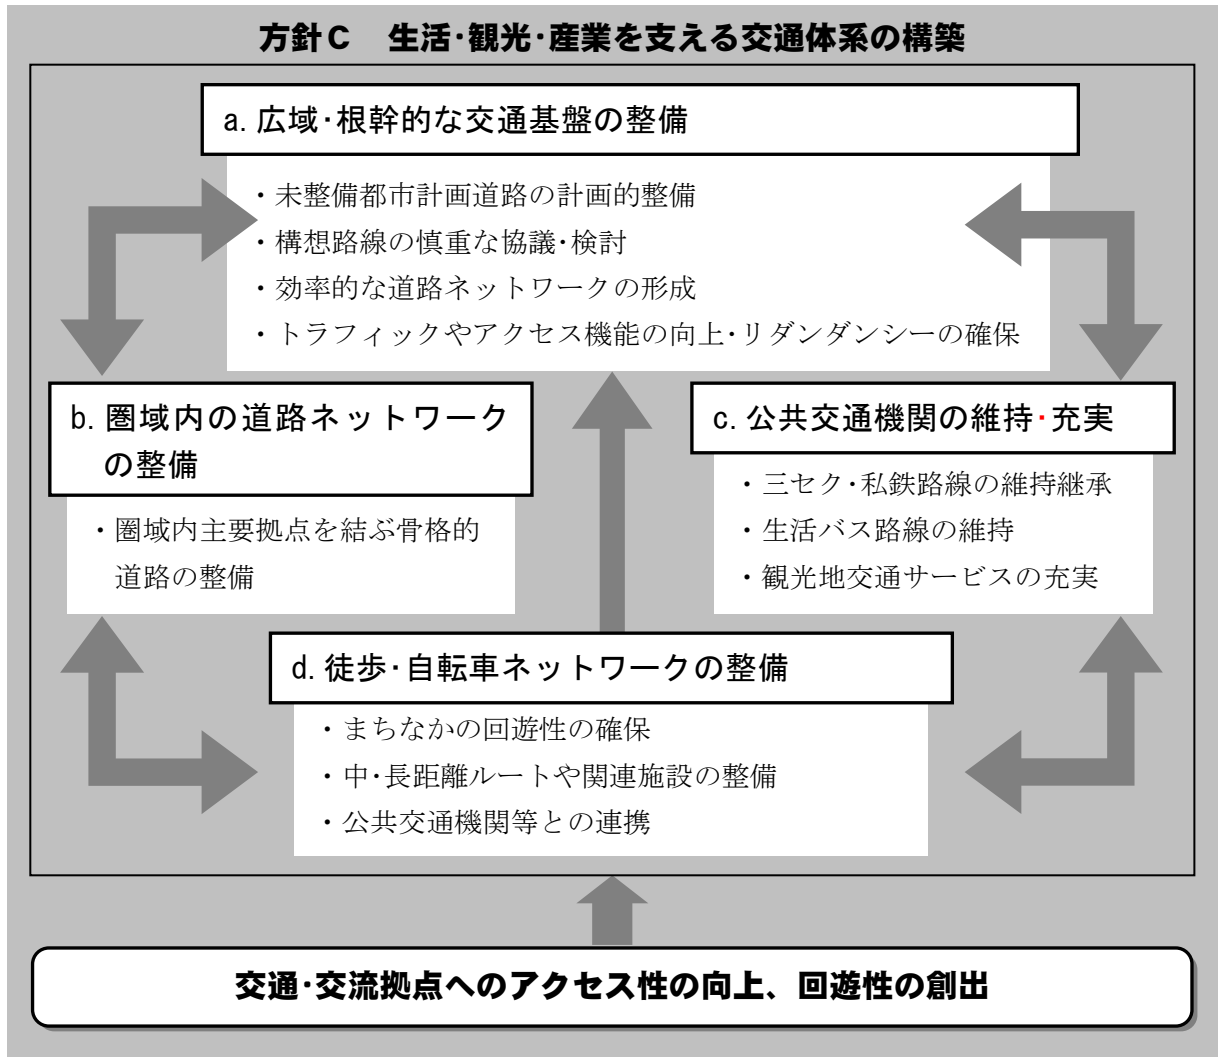 方針C 生活･観光･産業を支える交通体系の構築
a. 広域･根幹的な交通基盤の整備
・未整備都市計画道路の計画的整備
・構想路線の慎重な協議･検討
・効率的な道路ネットワークの形成
・トラフィックやアクセス機能の向上･リダンダンシーの確保
b. 圏域内の道路ネットワーク
の整備
・圏域内主要拠点を結ぶ骨格的
道路の整備
c. 公共交通機関の維持･充実
・三セク･私鉄路線の維持継承
・生活バス路線の維持
・観光地交通サービスの充実
d. 徒歩･自転車ネットワークの整備
・まちなかの回遊性の確保
・中･長距離ルートや関連施設の整備
・公共交通機関等との連携
交通･交流拠点へのアクセス性の向上、回遊性の創出